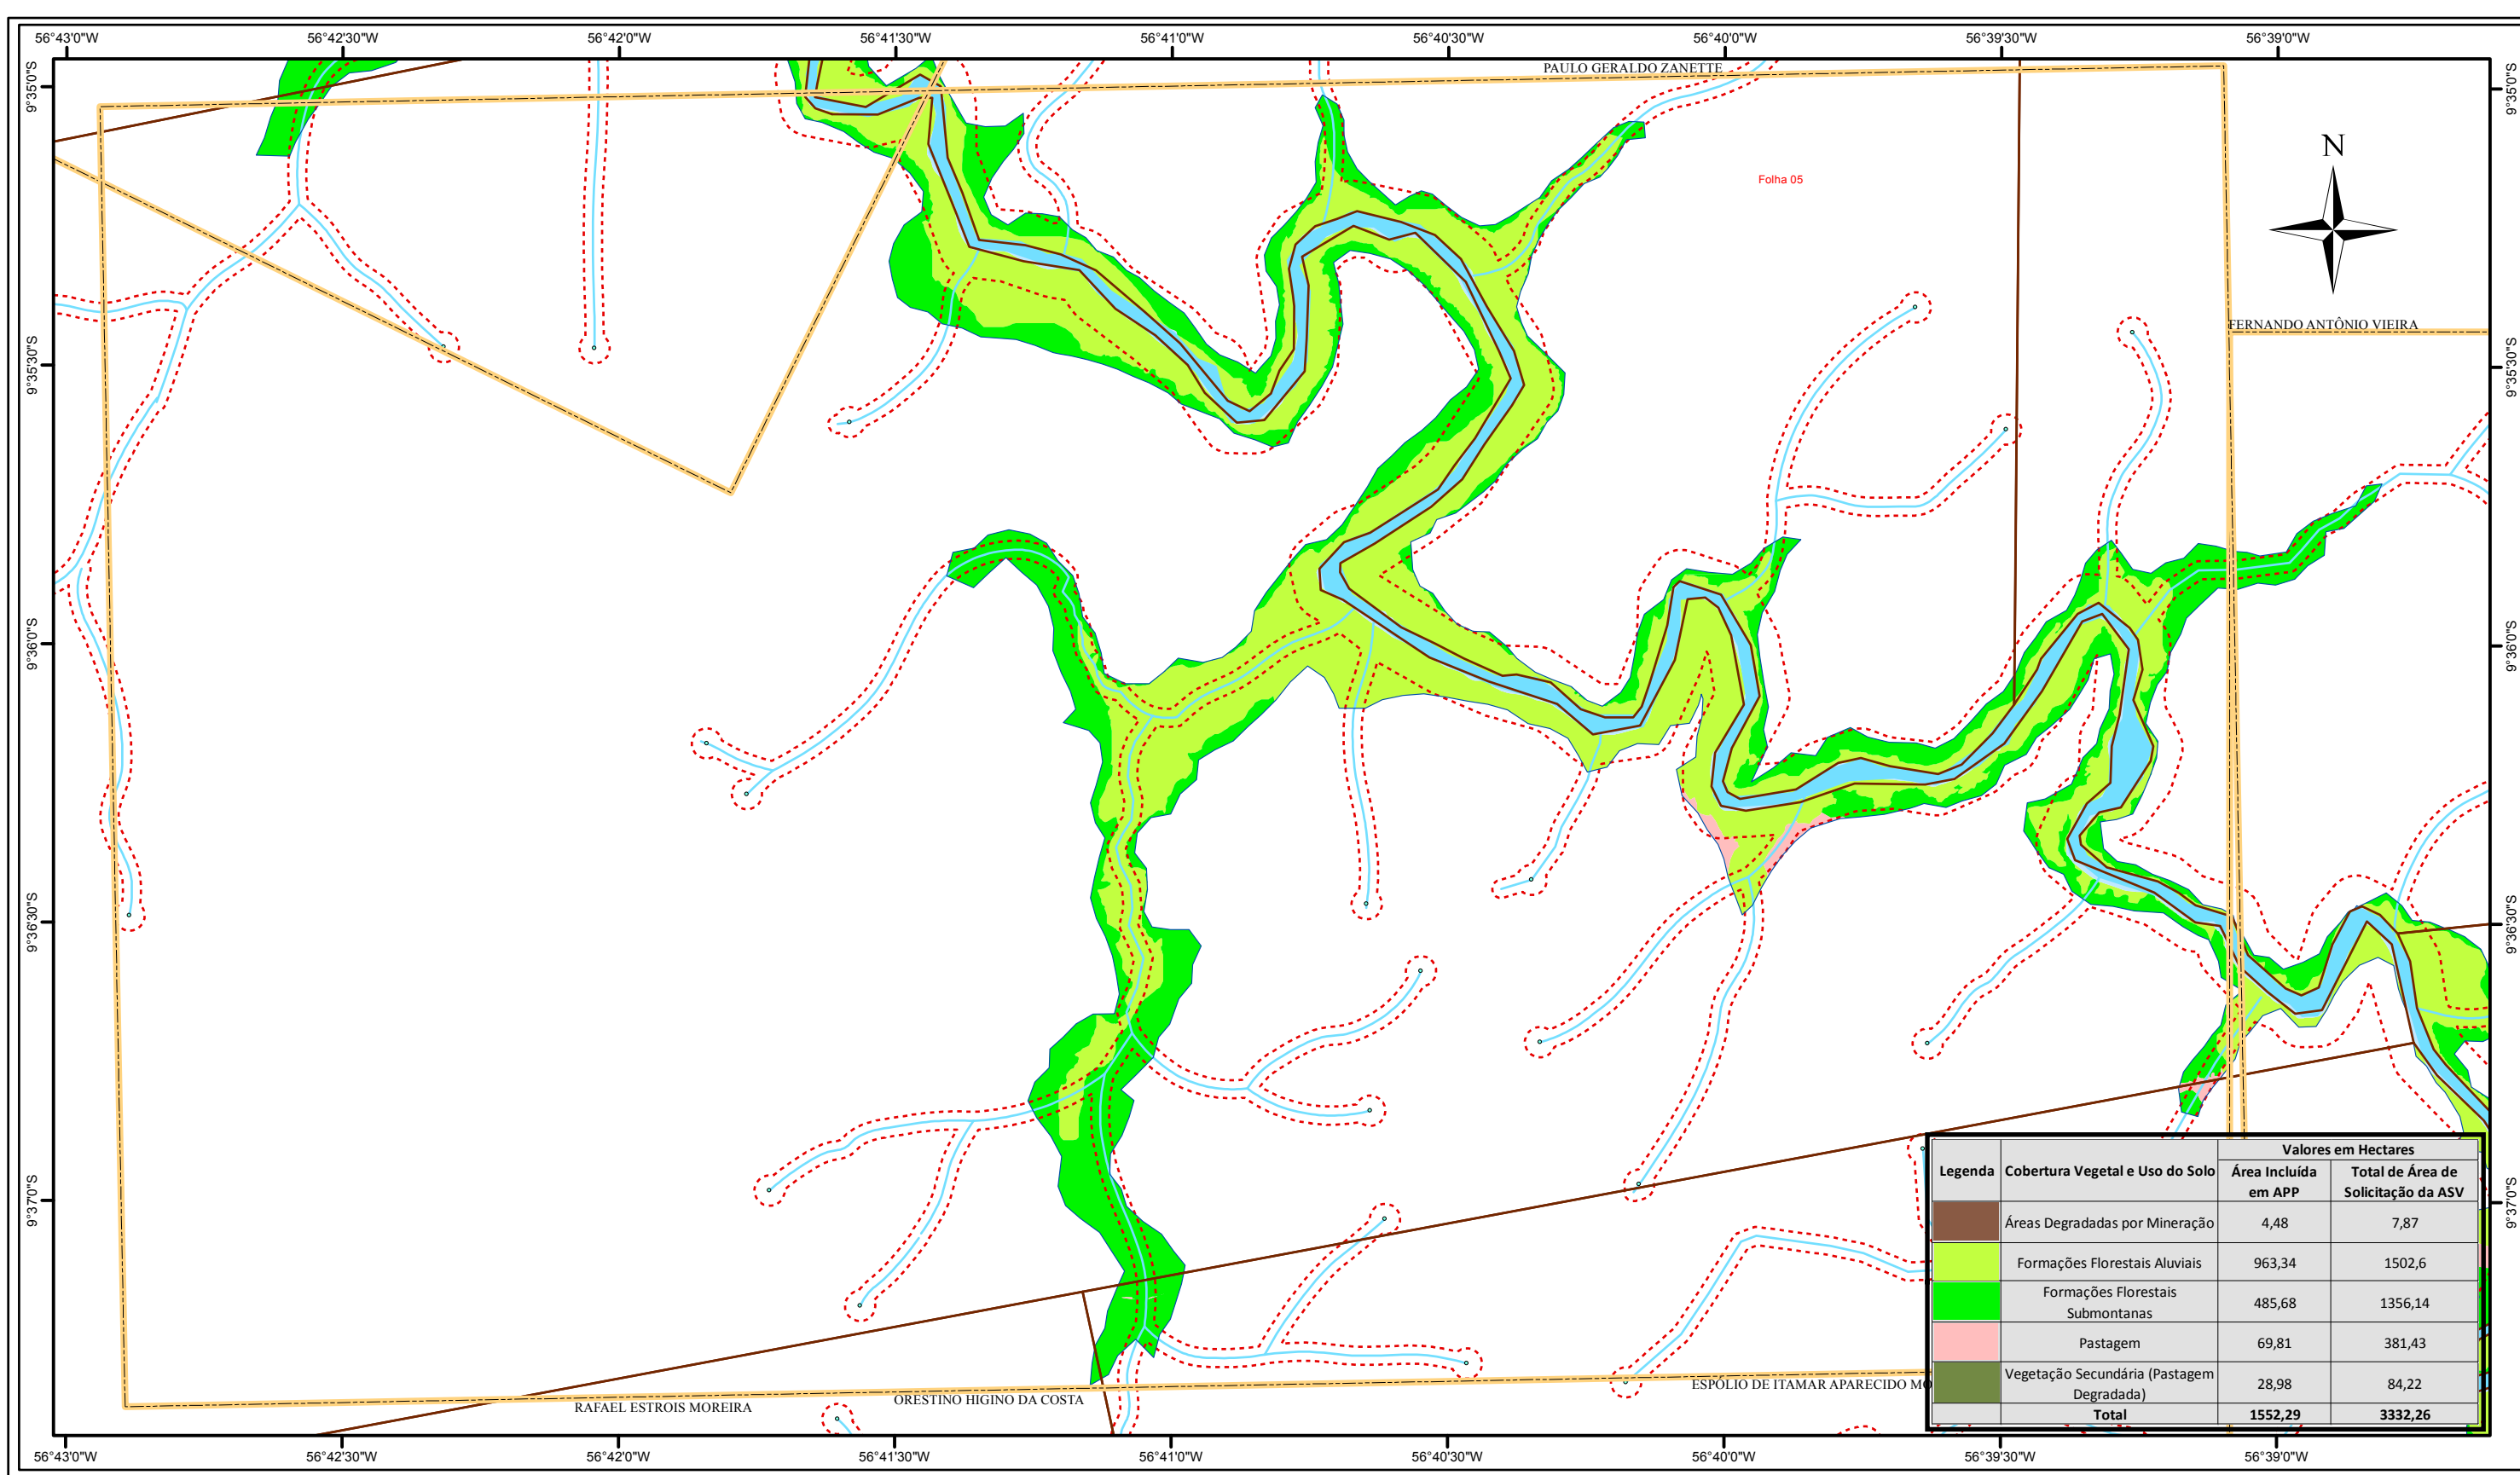 56°43'0"W 56°42'30"W 56°42'0"W 56°41'30"W 56°41'0"W 56°40'30"W 56°40'0"W 56°39'30"W 56°39'0"W
PAULO GERALDO ZANETTE
9°35'0"S 9°35'0"S
N
Folha 05
FERNANDO ANTÔNIO VIEIRA
9°35'30"S 9°35'30"S
9°36'0"S 9°36'0"S
9°36'30"S 9°36'30"S
9°37'0"S 9°37'0"S
Legenda Cobertura Vegetal e Uso do Solo Valores em Hectares
Área Incluída em APP
Total de Área de Solicitação da ASV
Áreas Degradadas por Mineração 4,48 7,87
Formações Florestais Aluviais 963,34 1502,6
Formações Florestais
Submontanas 485,68 1356,14
Pastagem 69,81 381,43
Vegetação Secundária (Pastagem
Degradada) 28,98 84,22
Total 1552,29 3332,26
ESPÓLIO DE ITAMAR APARECIDO MO
ORESTINO HIGINO DA COSTA
RAFAEL ESTROIS MOREIRA
56°43'0"W 56°42'30"W 56°42'0"W 56°41'30"W 56°41'0"W 56°40'30"W 56°40'0"W 56°39'30"W 56°39'0"W